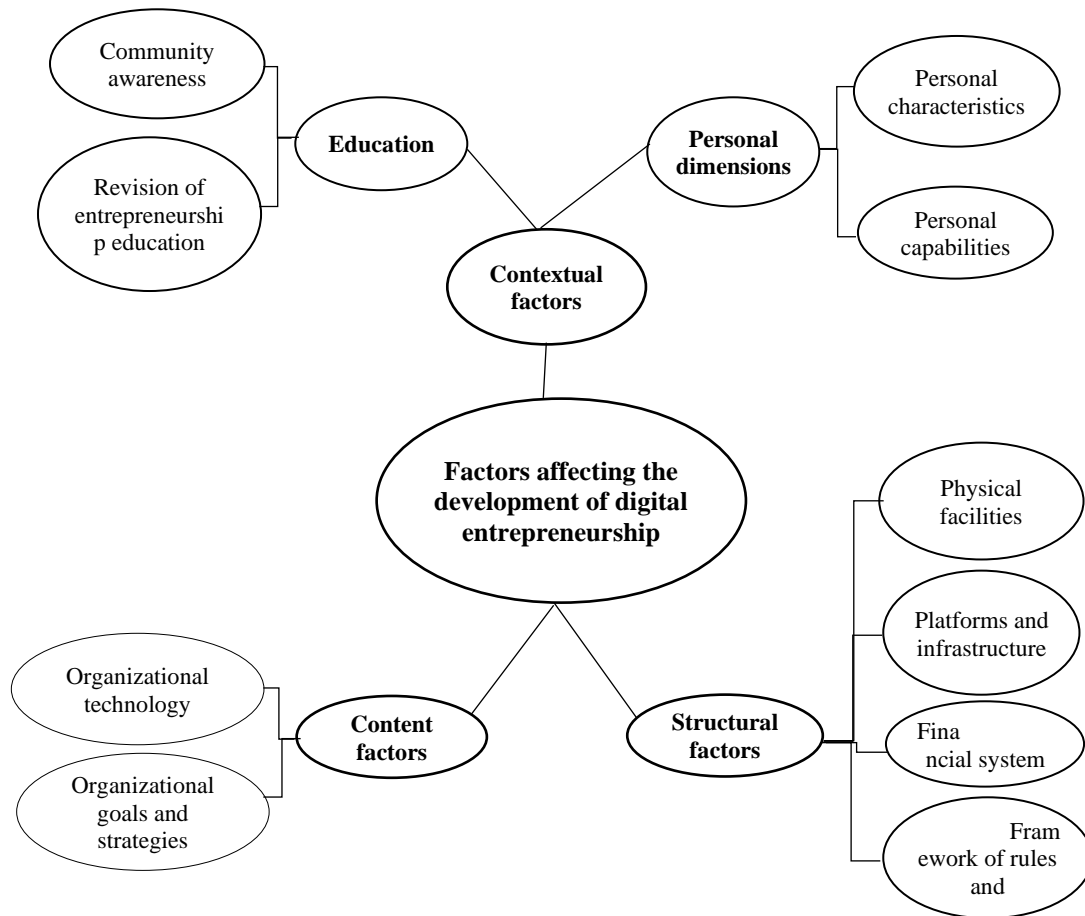 Community
awareness
Revision of
entrepreneurshi
p education
Education
Personal
dimensions
Personal
characteristics
Personal
capabilities
Contextual
factors
Factors affecting the
development of digital
entrepreneurship
Organizational
technology
Organizational
goals and
strategies
Content
factors
Structural
factors
Physical
facilities
Platforms and
infrastructure
Fina
ncial system
Fram
ework of rules
and